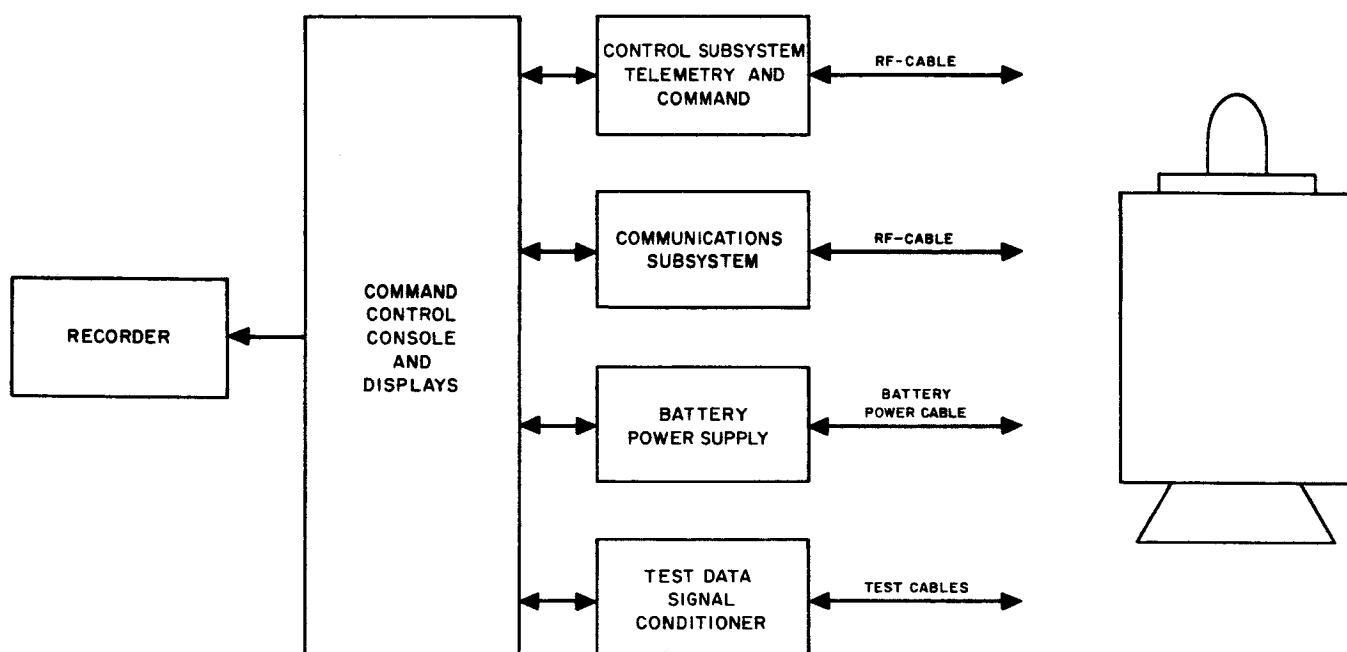 CONTROL SUBSYSTEM
TELEMETRY AND
COMMAND
RF-CABLE
COMMUNICATIONS
SUBSYSTEM
RF-CABLE
RECORDER
COMMAND
CONTROL
CONSOLE
AND
DISPLAYS
BATTERY
POWER SUPPLY
BATTERY
POWER CABLE
TEST DATA
SIGNAL
CONDITIONER
TEST CABLES